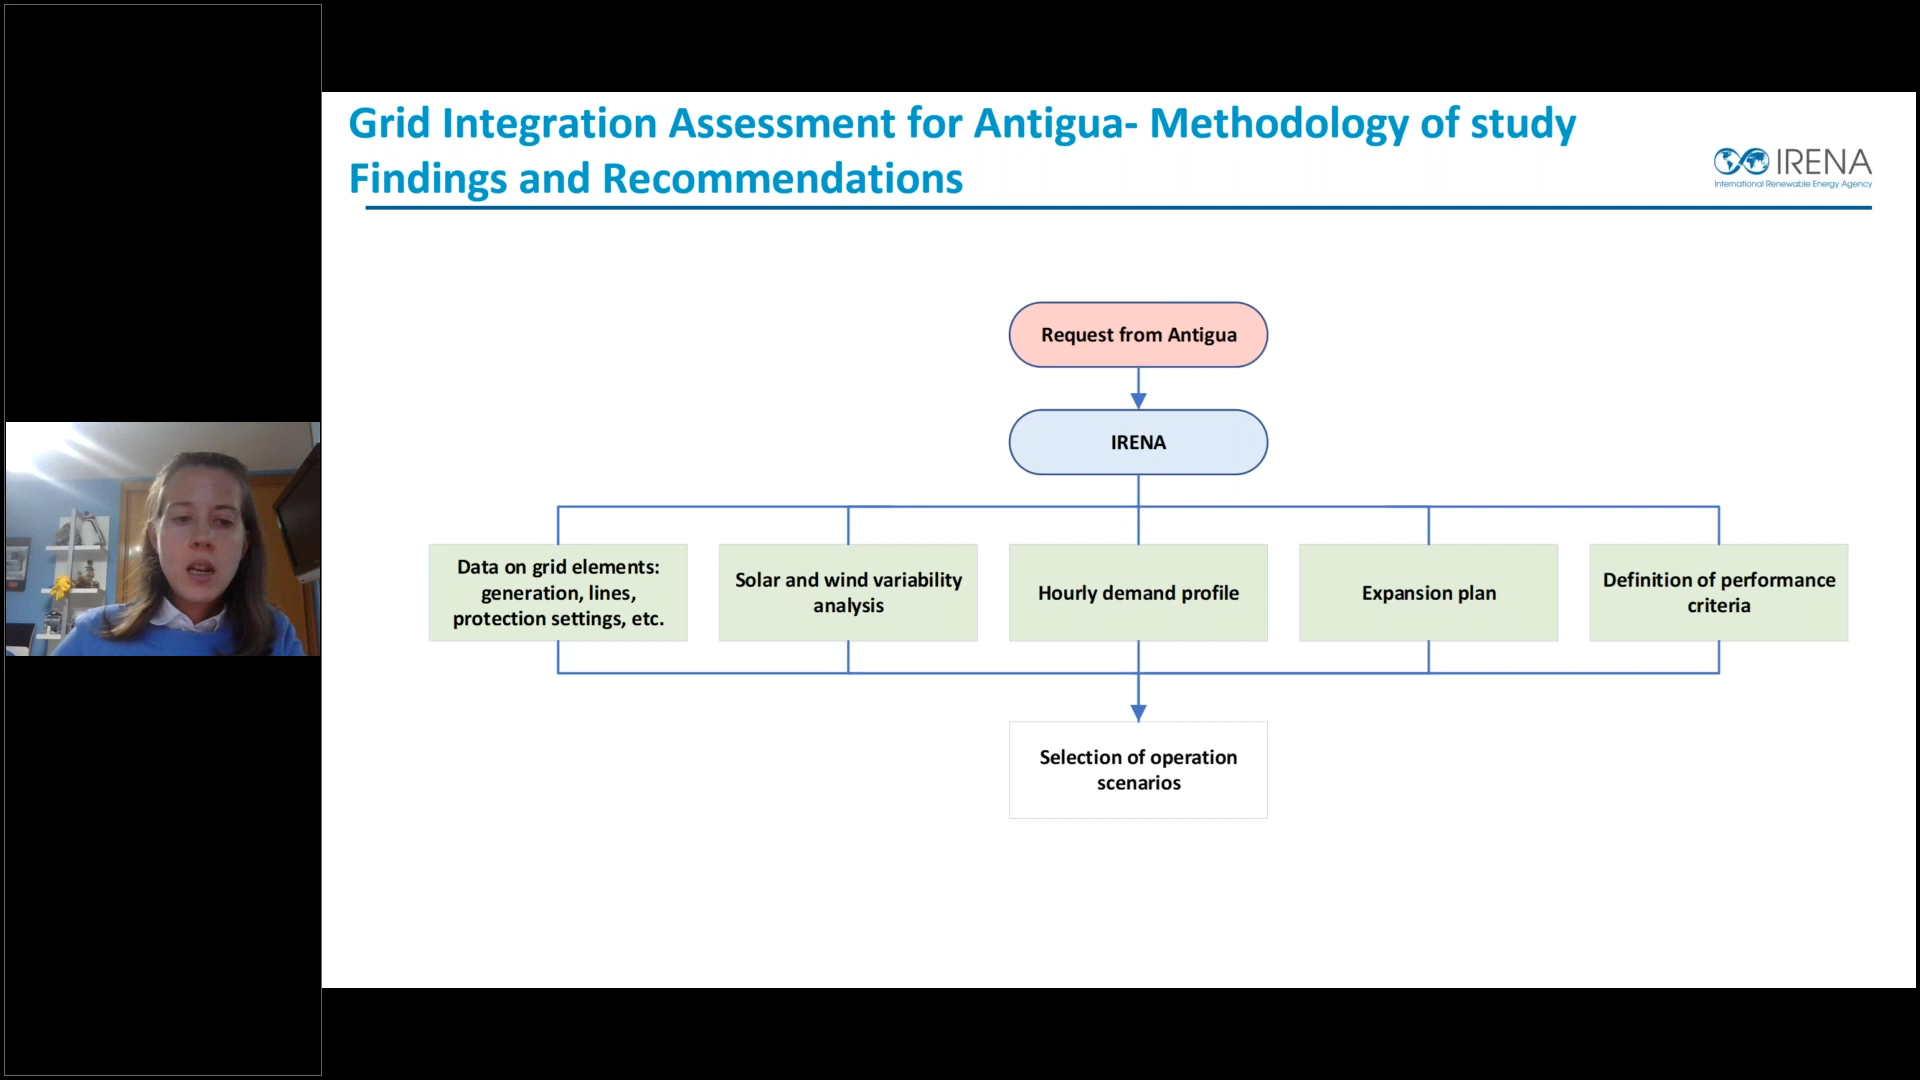 Grid Integration Assessment for Antigua- Methodology of study
Findings and Recommendations
IRENA
International Renewable Energy Agency
Request from Antigua
IRENA
Data on grid elements:
generation, lines,
protection settings, etc.
Solar and wind variability
analysis
Hourly demand profile
Expansion plan
Definition of performance
criteria
Selection of operation
scenarios